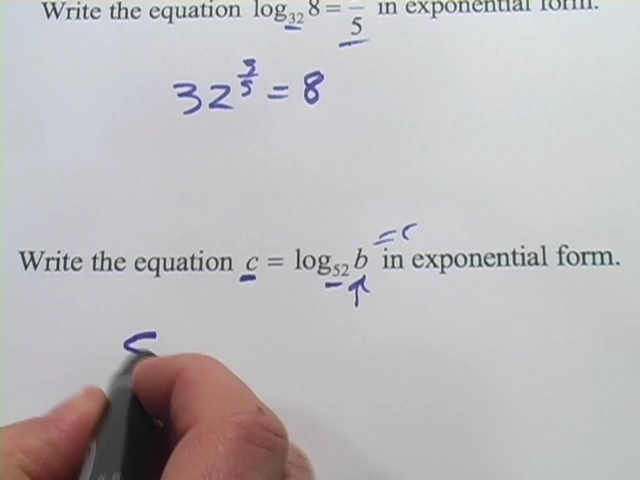 Write the equation log₃₂ 8 = ‾/5 in exponential form.
32^(3/5) = 8
= c
Write the equation c = log₅₂ b in exponential form.
5